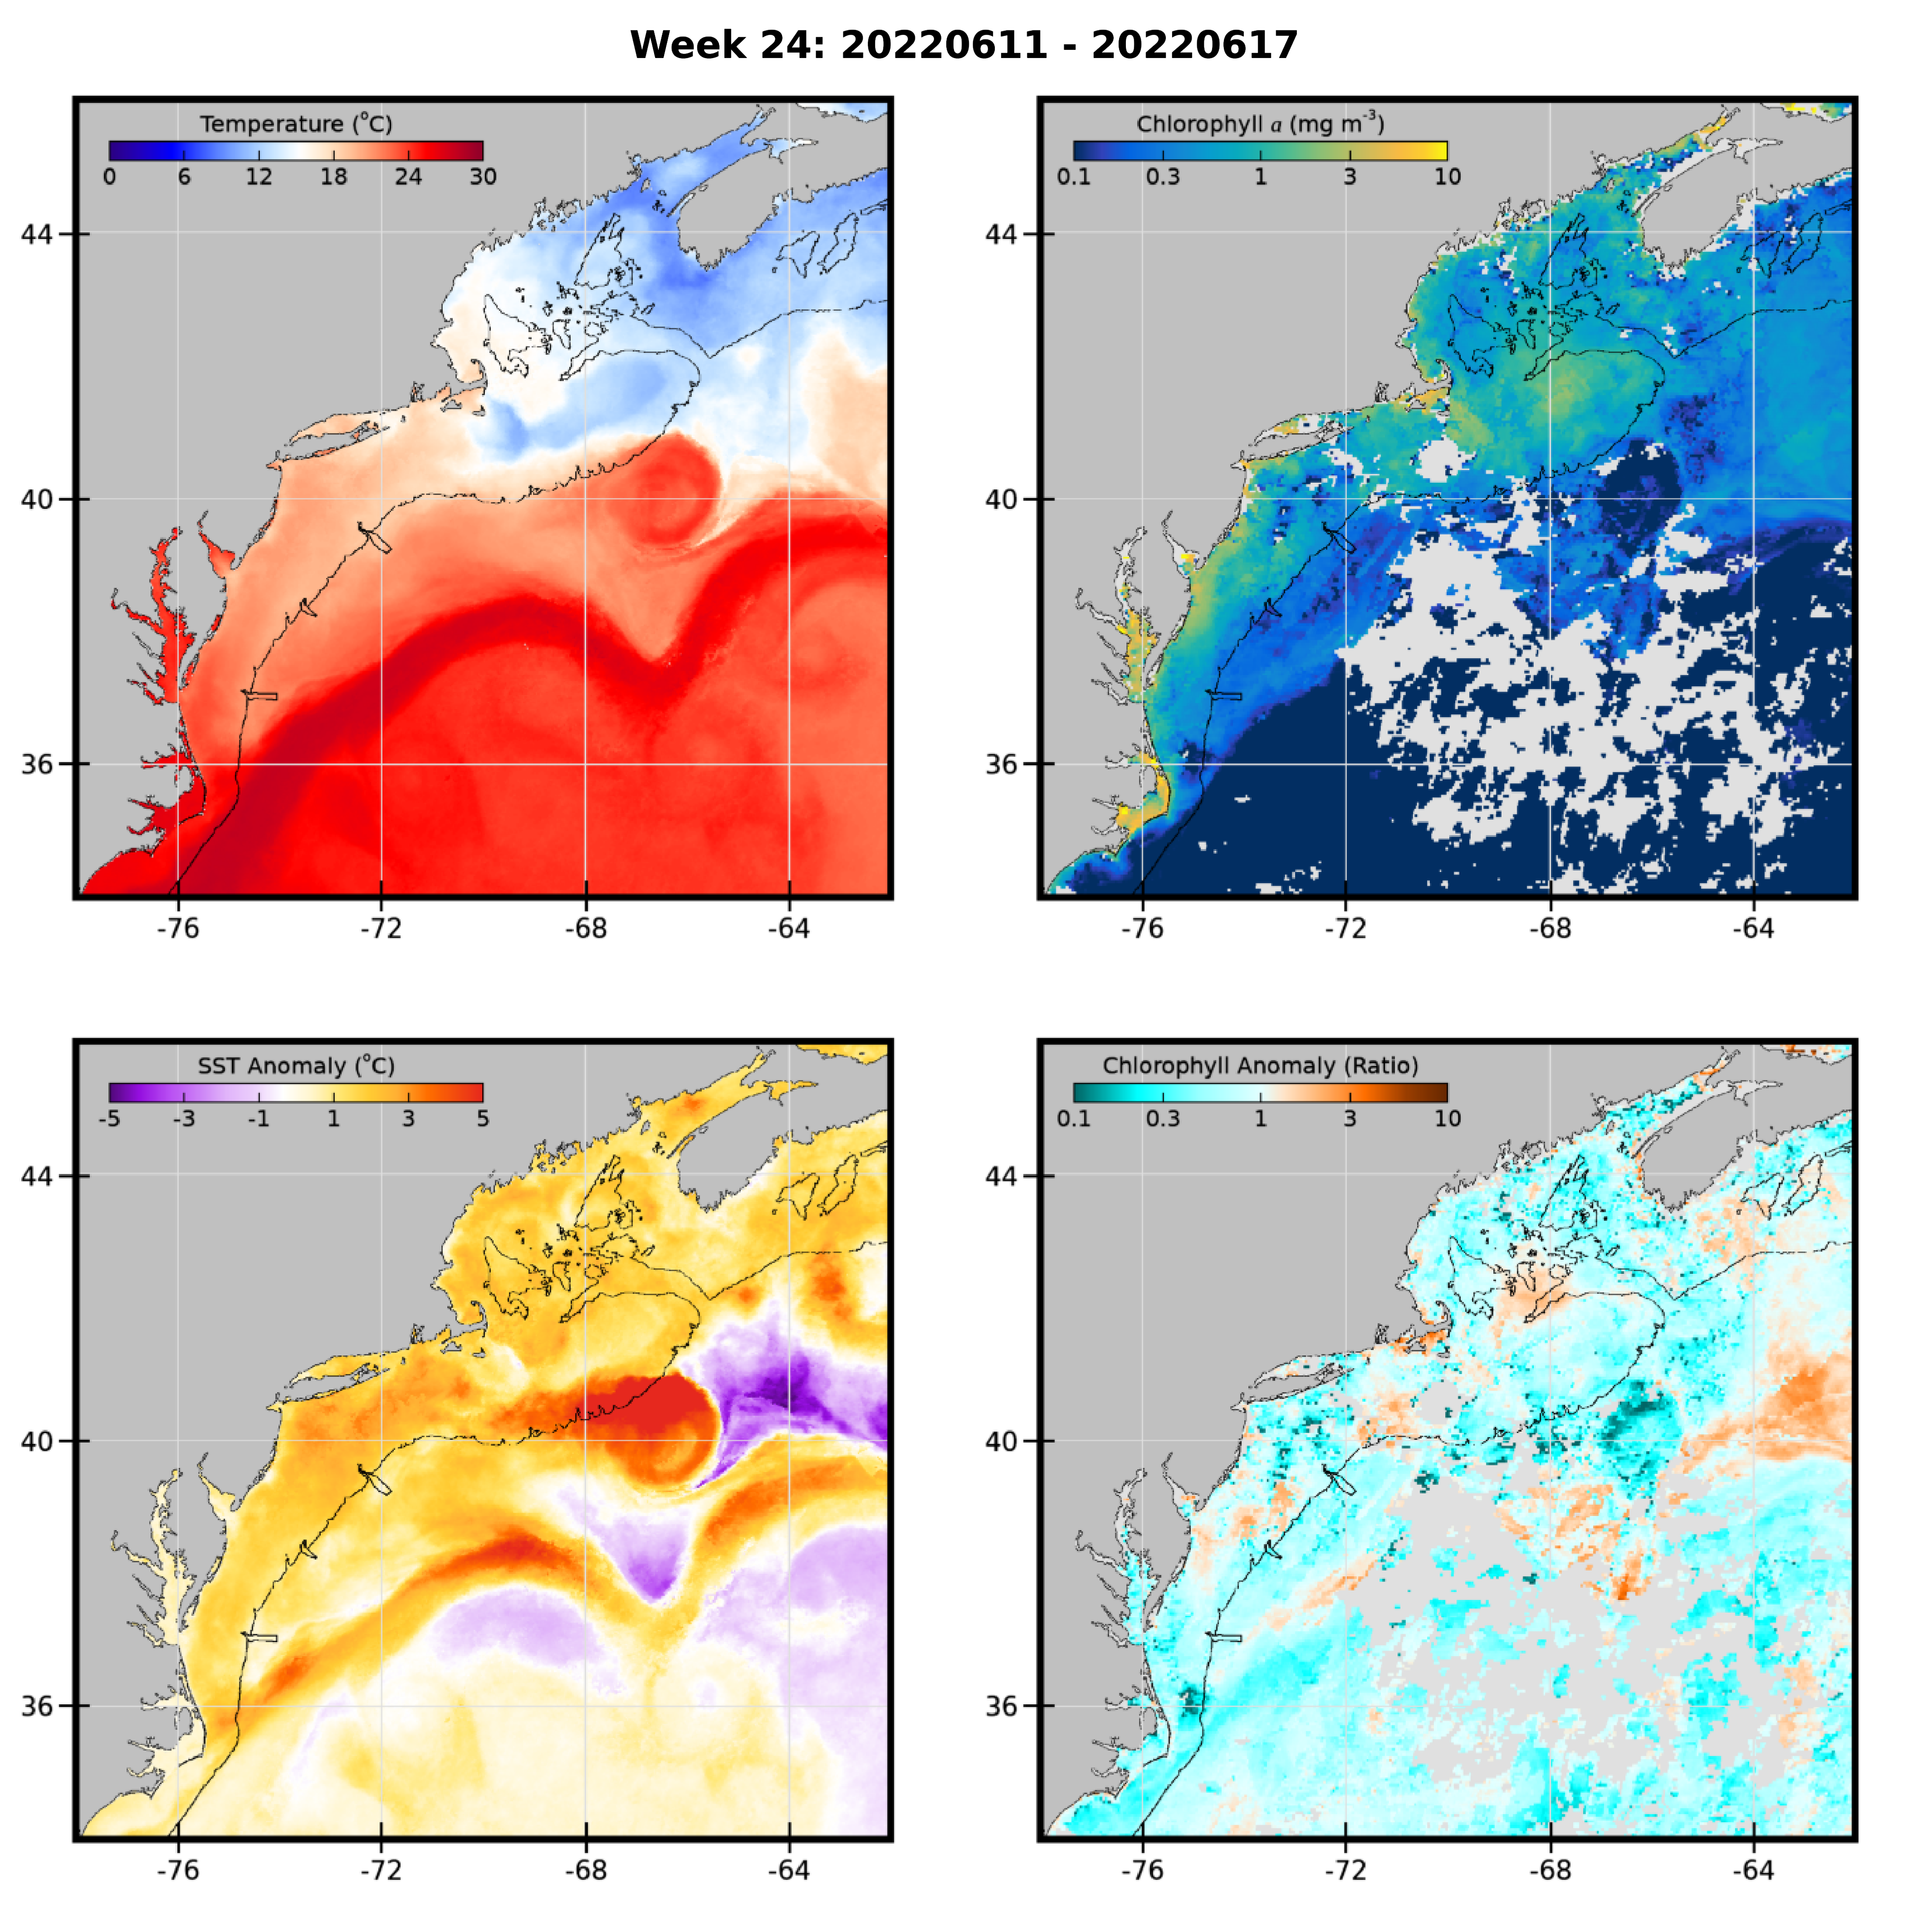 Week 24: 20220611 - 20220617
Temperature (°C)
0 6 12 18 24 30
44
40
36
-76 -72 -68 -64
Chlorophyll a (mg m⁻³)
0.1 0.3 1 3 10
44
40
36
-76 -72 -68 -64
SST Anomaly (°C)
-5 -3 -1 1 3 5
44
40
36
-76 -72 -68 -64
Chlorophyll Anomaly (Ratio)
0.1 0.3 1 3 10
44
40
36
-76 -72 -68 -64